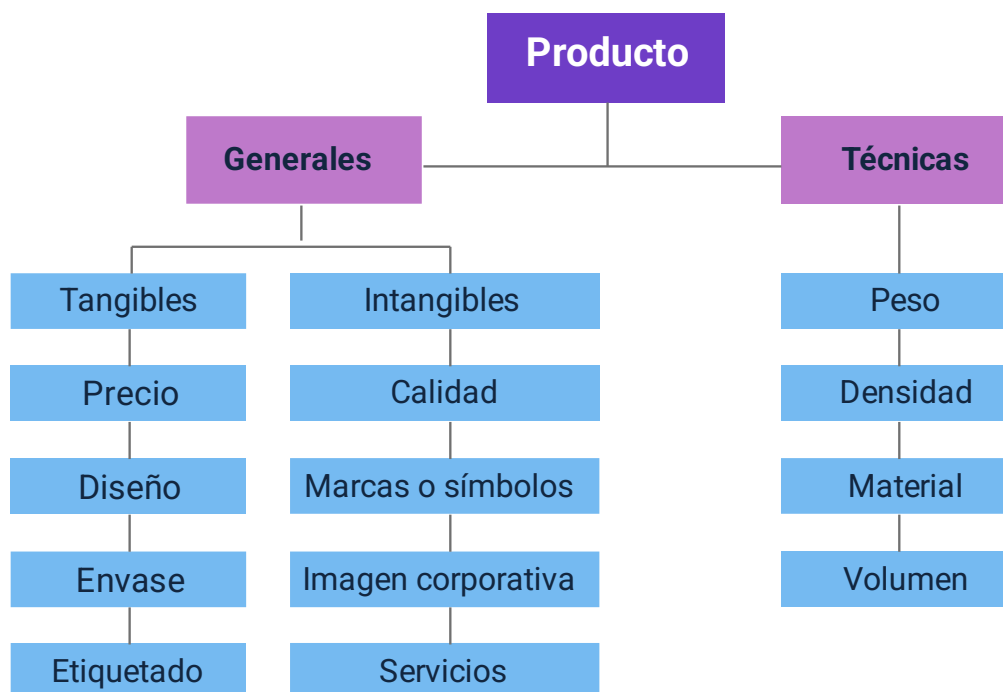 Producto
Generales
Técnicas
Tangibles
Intangibles
Peso
Precio
Calidad
Densidad
Diseño
Marcas o símbolos
Material
Envase
Imagen corporativa
Volumen
Etiquetado
Servicios